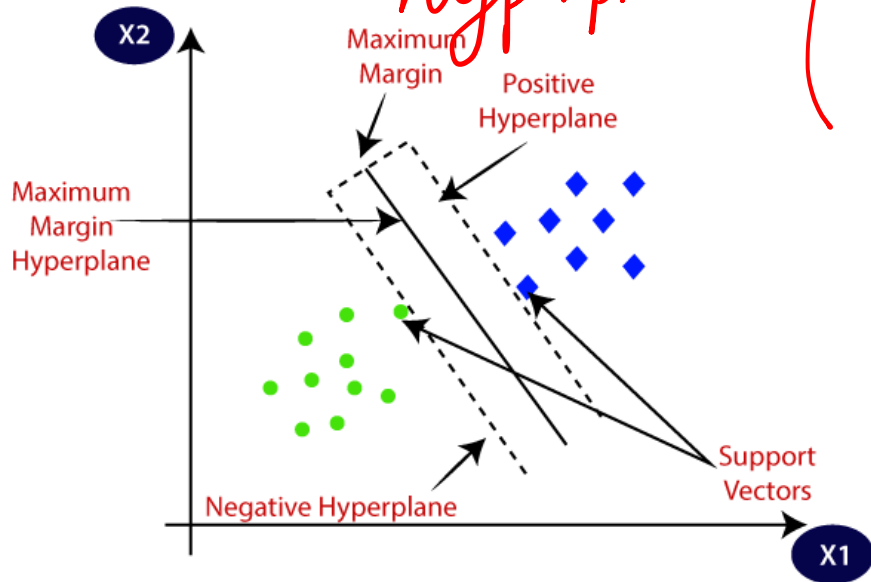 X2
Maximum
Margin
Positive
Hyperplane
Maximum
Margin
Hyperplane
Support
Vectors
Negative Hyperplane
X1